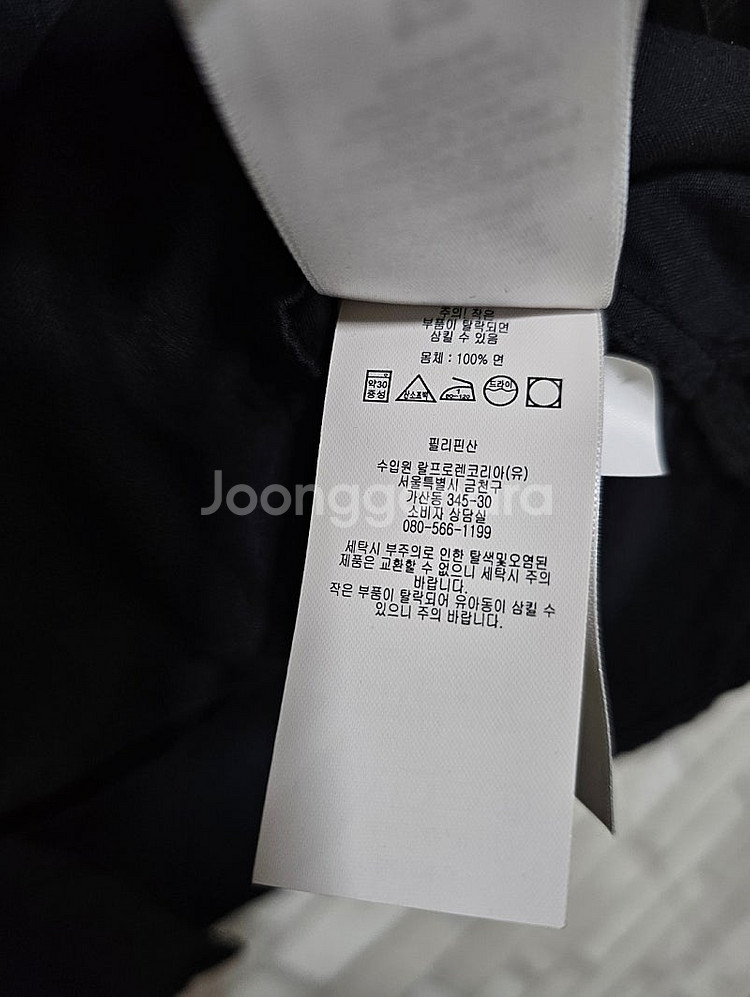 주의! 작은
부품이 탈락되면
삼킬 수 있음
몸체 : 100% 면
약30
중성
산소표백
1
80~120
드라이
필리핀산
수입원 랄프로렌코리아(유)
서울특별시 금천구
가산동 345-30
소비자 상담실
080-566-1199
세탁시 부주의로 인한 탈색및오염된
제품은 교환할 수 없으니 세탁시 주의
바랍니다.
작은 부품이 탈락되어 유아동이 삼킬 수
있으니 주의 바랍니다.
Joonggonara